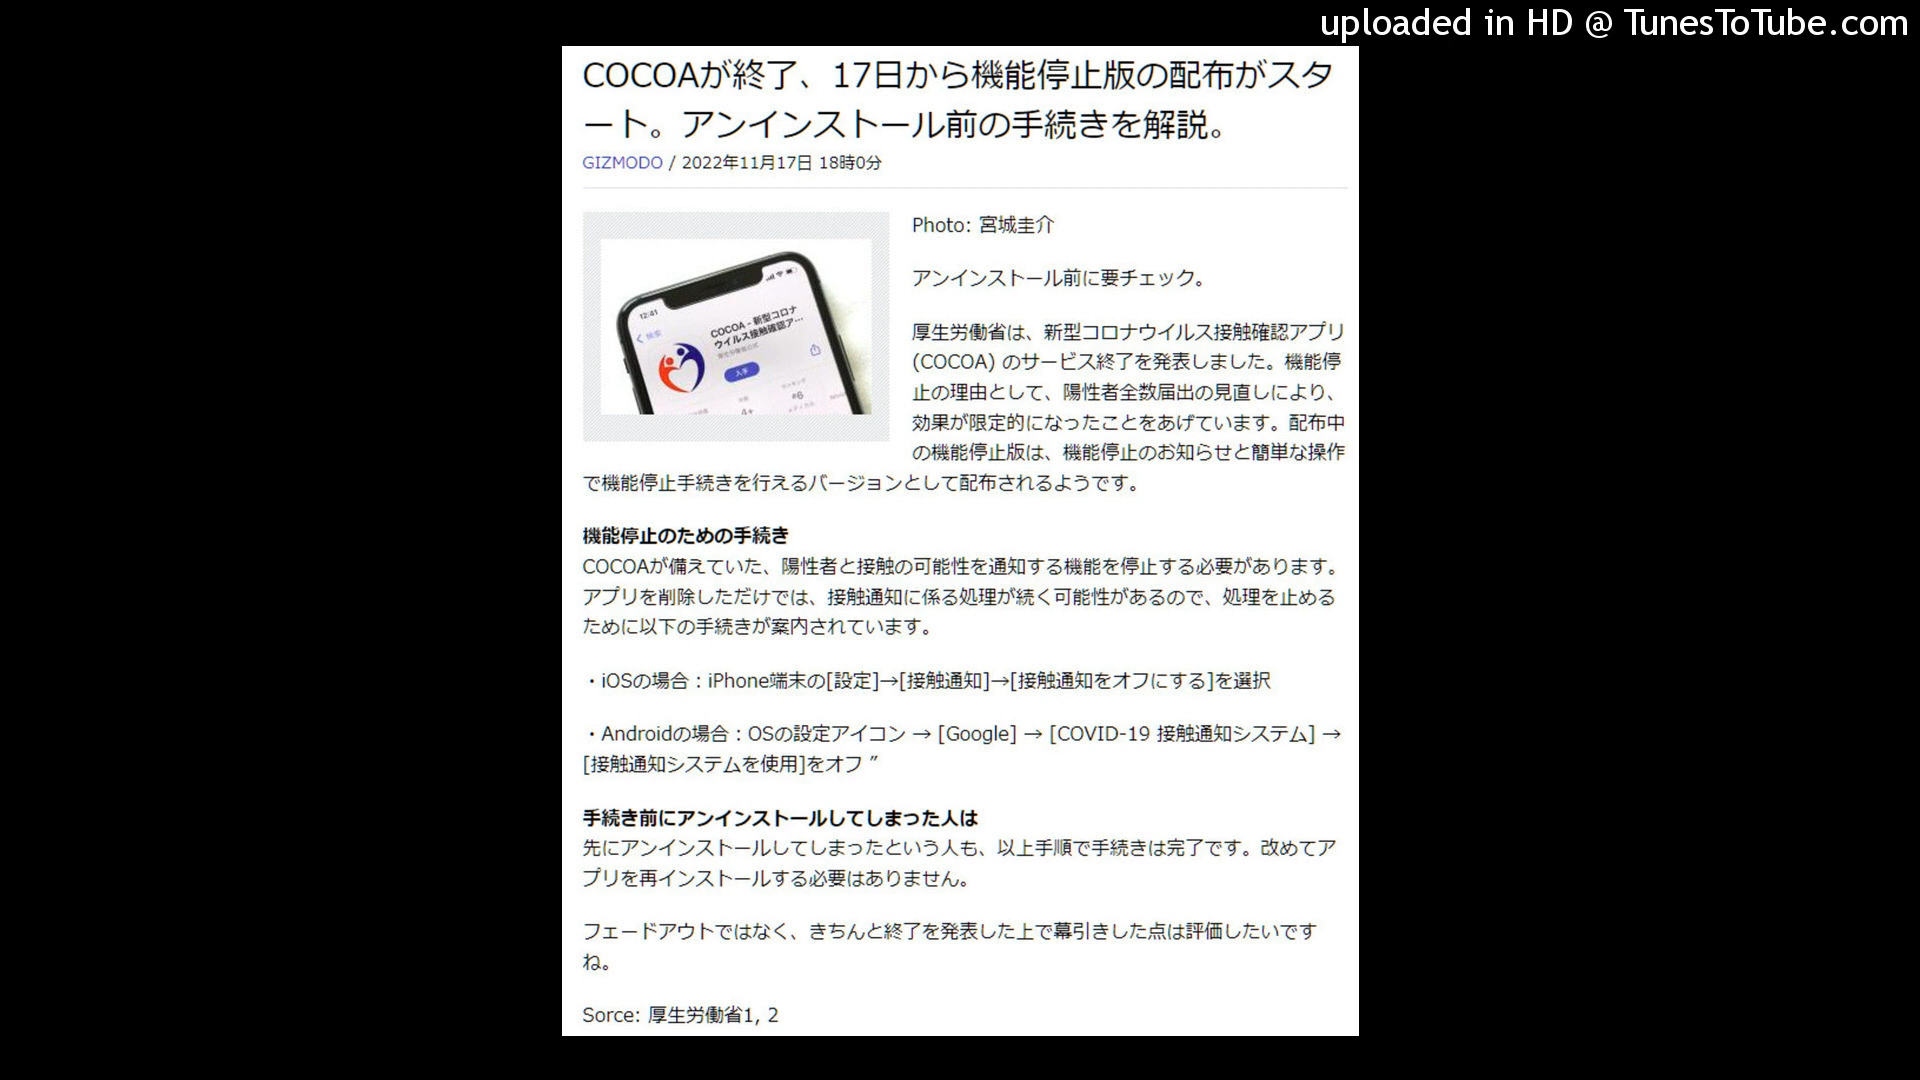 uploaded in HD @ TunesToTube.com
COCOAが終了、17日から機能停止版の配布がスタ
ート。アンインストール前の手続きを解説。
GIZMODO / 2022年11月17日 18時0分
Photo: 宮城圭介
12:41
検索
COCOA - 新型コロナ
ウイルス接触確認ア…
厚生労働省公式
入手
ランキング
4+
#6
メディカル
アンインストール前に要チェック。
厚生労働省は、新型コロナウイルス接触確認アプリ
(COCOA) のサービス終了を発表しました。機能停
止の理由として、陽性者全数届出の見直しにより、
効果が限定的になったことをあげています。配布中
の機能停止版は、機能停止のお知らせと簡単な操作
で機能停止手続きを行えるバージョンとして配布されるようです。
機能停止のための手続き
COCOAが備えていた、陽性者と接触の可能性を通知する機能を停止する必要があります。
アプリを削除しただけでは、接触通知に係る処理が続く可能性があるので、処理を止める
ために以下の手続きが案内されています。
・iOSの場合：iPhone端末の[設定]→[接触通知]→[接触通知をオフにする]を選択
・Androidの場合：OSの設定アイコン → [Google] → [COVID-19 接触通知システム] →
[接触通知システムを使用]をオフ ”
手続き前にアンインストールしてしまった人は
先にアンインストールしてしまったという人も、以上手順で手続きは完了です。改めてア
プリを再インストールする必要はありません。
フェードアウトではなく、きちんと終了を発表した上で幕引きした点は評価したいです
ね。
Sorce: 厚生労働省1, 2